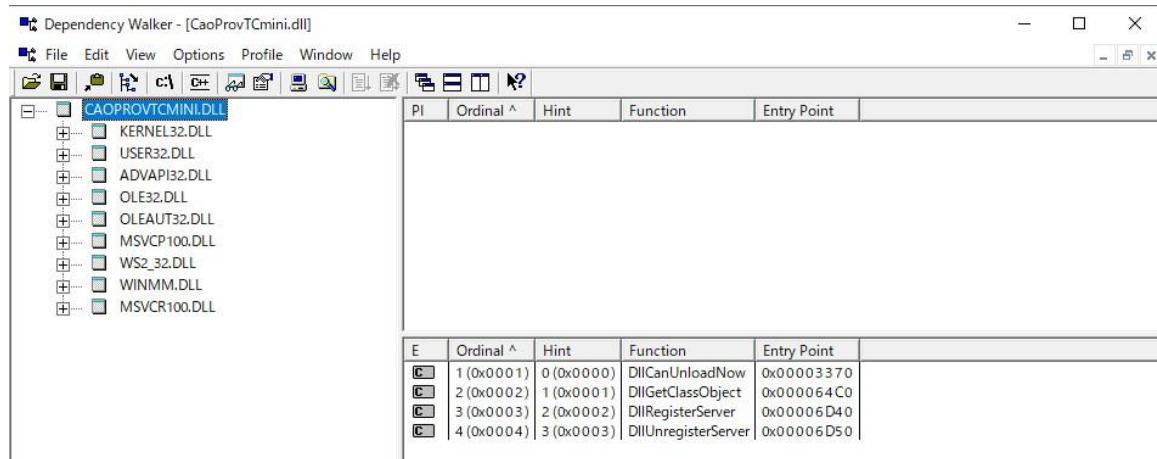 Dependency Walker - [CaoProvTCmini.dll]
File Edit View Options Profile Window Help
c:\ C++
CAOPROVTCMINI.DLL
KERNEL32.DLL
USER32.DLL
ADVAPI32.DLL
OLE32.DLL
OLEAUT32.DLL
MSVCP100.DLL
WS2_32.DLL
WINMM.DLL
MSVCR100.DLL
PI Ordinal ^ Hint Function Entry Point
E Ordinal ^ Hint Function Entry Point
C 1 (0x0001) 0 (0x0000) DllCanUnloadNow 0x00003370
C 2 (0x0002) 1 (0x0001) DllGetClassObject 0x000064C0
C 3 (0x0003) 2 (0x0002) DllRegisterServer 0x00006D40
C 4 (0x0004) 3 (0x0003) DllUnregisterServer 0x00006D50